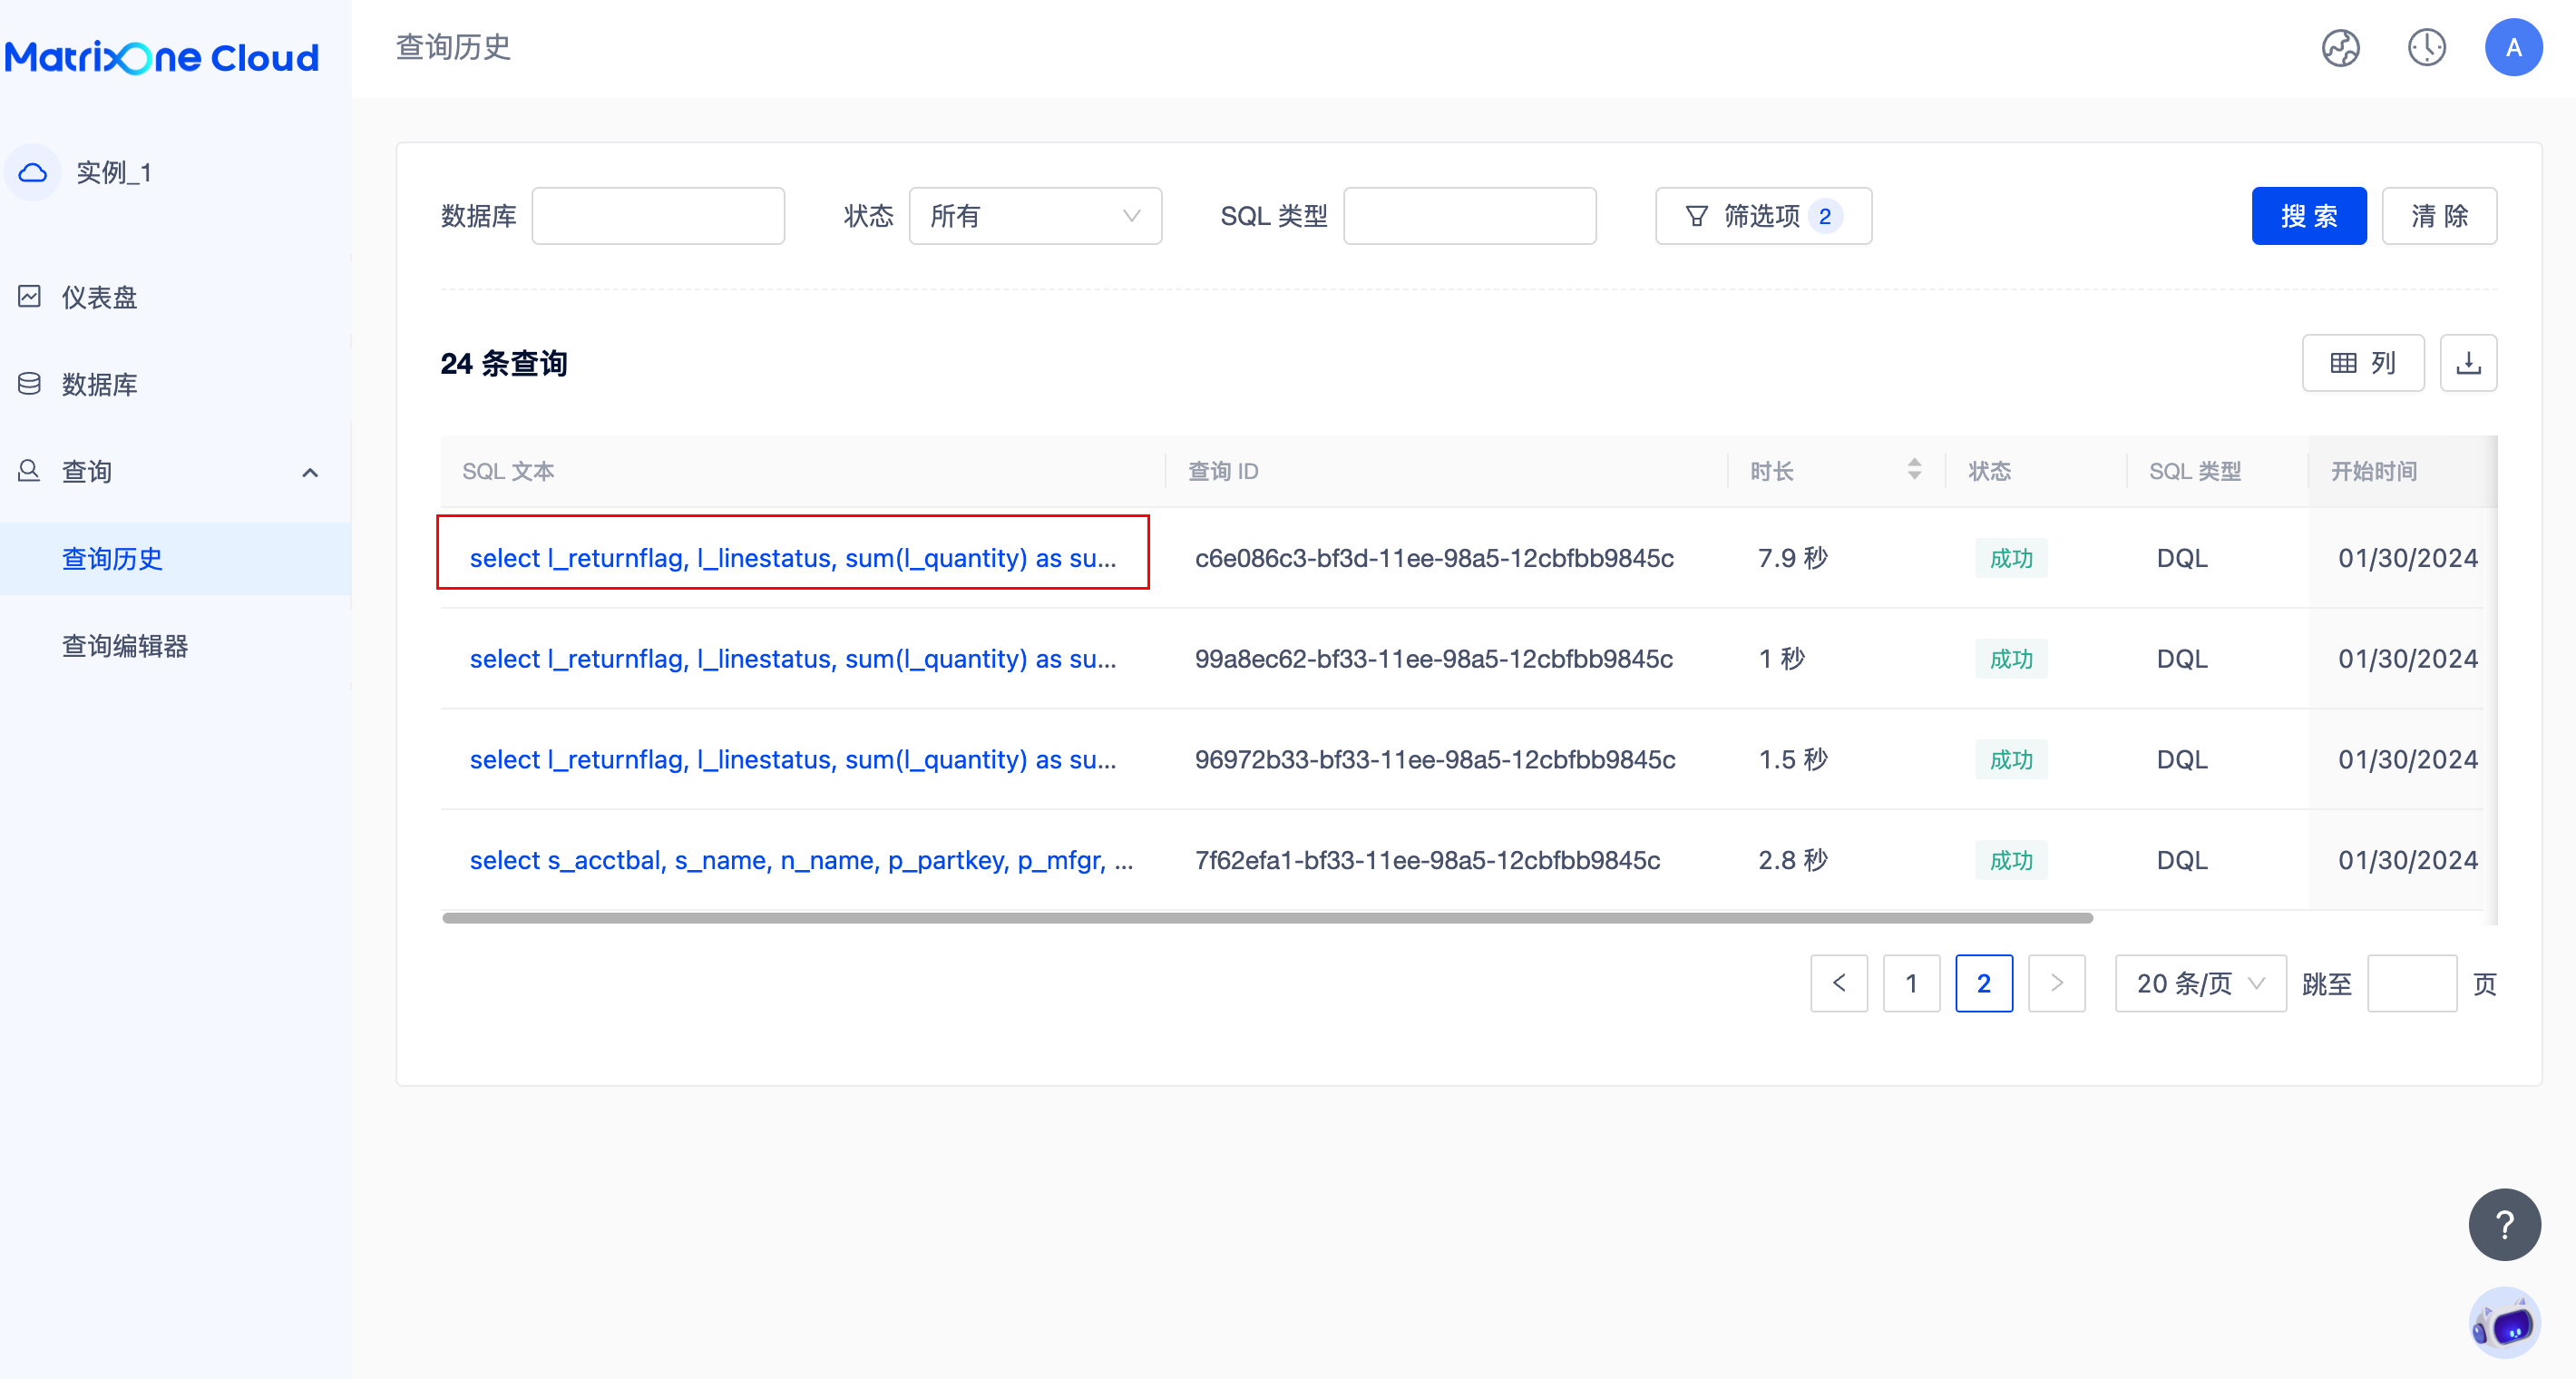 MatrixOne Cloud
查询历史
A
实例_1
仪表盘
数据库
查询
查询历史
查询编辑器
数据库
状态 所有
SQL 类型
筛选项 2
搜 索
清 除
24 条查询
列
SQL 文本 查询 ID 时长 状态 SQL 类型 开始时间
select l_returnflag, l_linestatus, sum(l_quantity) as su... c6e086c3-bf3d-11ee-98a5-12cbfbb9845c 7.9 秒 成功 DQL 01/30/2024
select l_returnflag, l_linestatus, sum(l_quantity) as su... 99a8ec62-bf33-11ee-98a5-12cbfbb9845c 1 秒 成功 DQL 01/30/2024
select l_returnflag, l_linestatus, sum(l_quantity) as su... 96972b33-bf33-11ee-98a5-12cbfbb9845c 1.5 秒 成功 DQL 01/30/2024
select s_acctbal, s_name, n_name, p_partkey, p_mfgr, ... 7f62efa1-bf33-11ee-98a5-12cbfbb9845c 2.8 秒 成功 DQL 01/30/2024
< 1 2 > 20 条/页 跳至 页
?